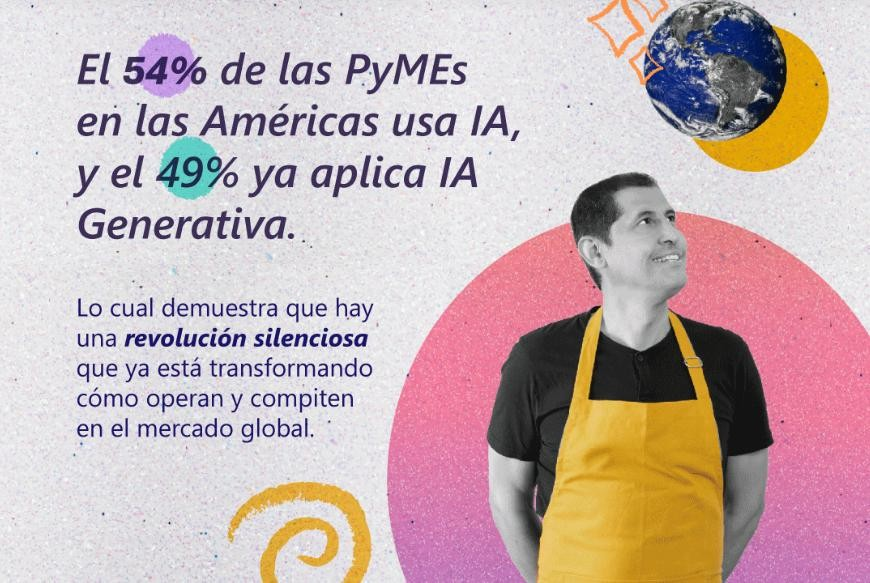 El 54% de las PyMEs
en las Américas usa IA,
y el 49% ya aplica IA
Generativa.
Lo cual demuestra que hay
una revolución silenciosa
que ya está transformando
cómo operan y compiten
en el mercado global.